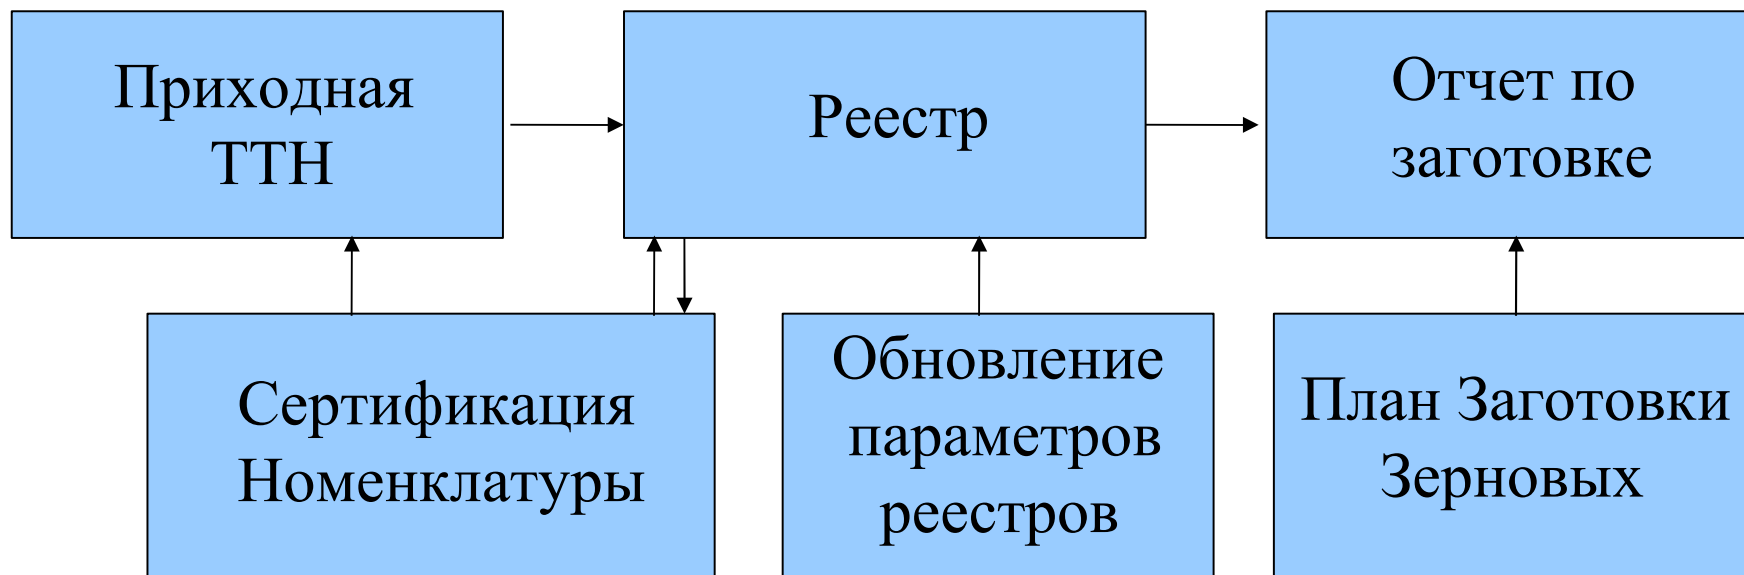 Приходная
ТТН
Реестр
Отчет по
заготовке
Сертификация
Номенклатуры
Обновление
параметров
реестров
План Заготовки
Зерновых